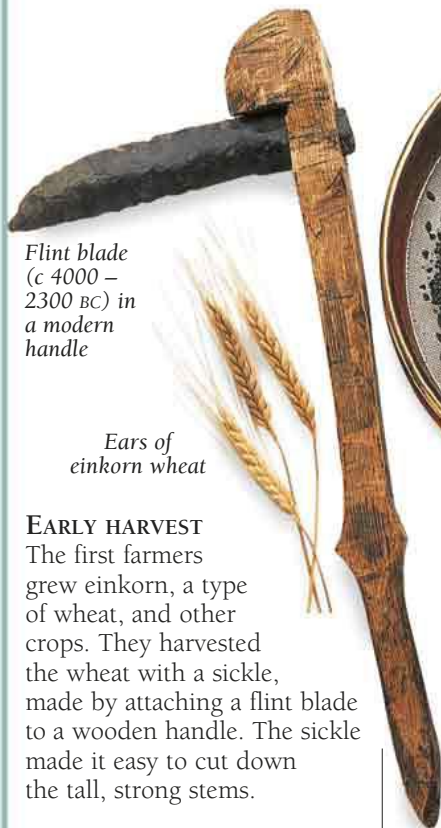 Flint blade
(c 4000 –
2300 BC) in
a modern
handle
Ears of
einkorn wheat
EARLY HARVEST
The first farmers
grew einkorn, a type
of wheat, and other
crops. They harvested
the wheat with a sickle,
made by attaching a flint blade
to a wooden handle. The sickle
made it easy to cut down
the tall, strong stems.